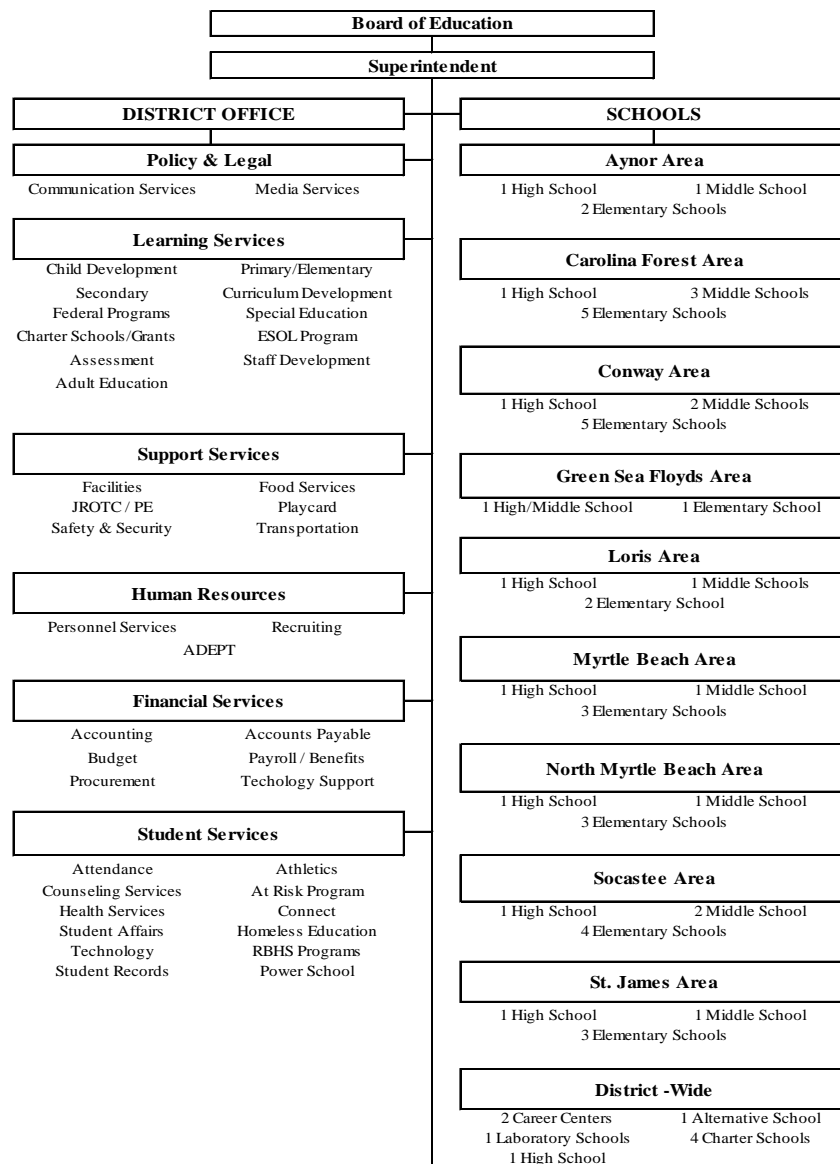 Board of Education
Superintendent
DISTRICT OFFICE
Policy & Legal
Communication Services Media Services
Learning Services
Child Development Primary/Elementary
Secondary Curriculum Development
Federal Programs Special Education
Charter Schools/Grants ESOL Program
Assessment Staff Development
Adult Education
Support Services
Facilities Food Services
JROTC / PE Playcard
Safety & Security Transportation
Human Resources
Personnel Services Recruiting
ADEPT
Financial Services
Accounting Accounts Payable
Budget Payroll / Benefits
Procurement Techology Support
Student Services
Attendance Athletics
Counseling Services At Risk Program
Health Services Connect
Student Affairs Homeless Education
Technology RBHS Programs
Student Records Power School
SCHOOLS
Aynor Area
1 High School 1 Middle School
2 Elementary Schools
Carolina Forest Area
1 High School 3 Middle Schools
5 Elementary Schools
Conway Area
1 High School 2 Middle Schools
5 Elementary Schools
Green Sea Floyds Area
1 High/Middle School 1 Elementary School
Loris Area
1 High School 1 Middle Schools
2 Elementary School
Myrtle Beach Area
1 High School 1 Middle School
3 Elementary Schools
North Myrtle Beach Area
1 High School 1 Middle School
3 Elementary Schools
Socastee Area
1 High School 2 Middle School
4 Elementary Schools
St. James Area
1 High School 1 Middle School
3 Elementary Schools
District -Wide
2 Career Centers 1 Alternative School
1 Laboratory Schools 4 Charter Schools
1 High School